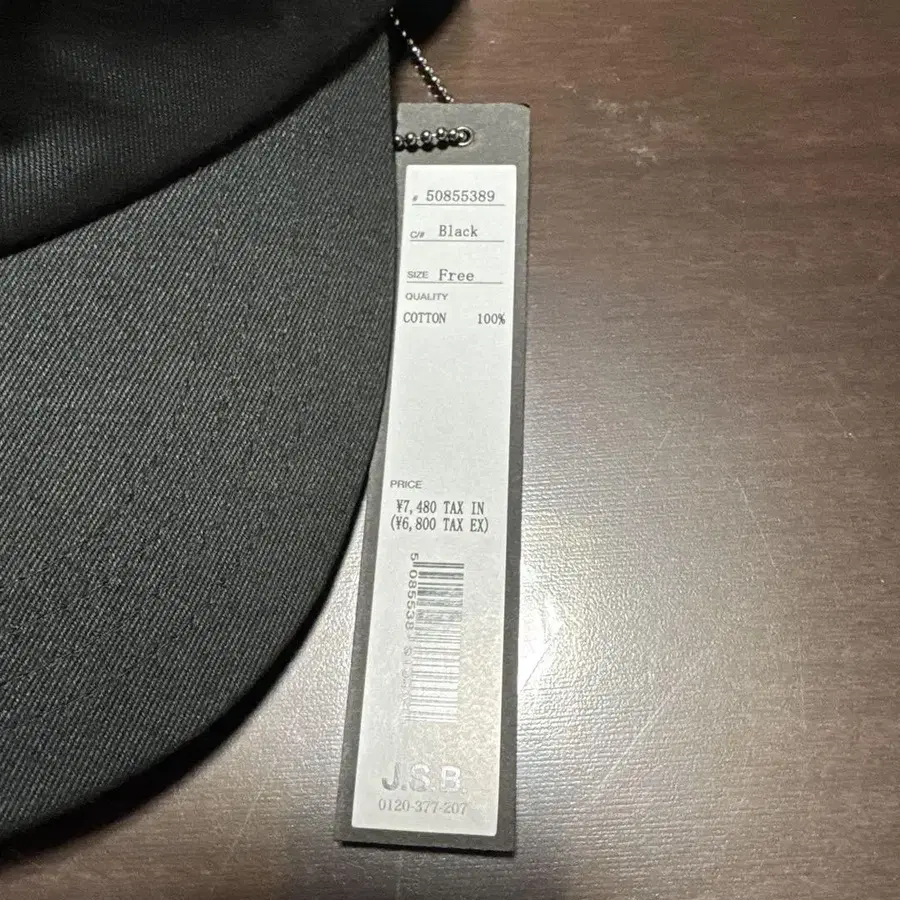 # 50855389
C/# Black
SIZE Free
QUALITY
COTTON 100%
PRICE
¥7,480 TAX IN
(¥6,800 TAX EX)
J.S.B.
0120-377-207